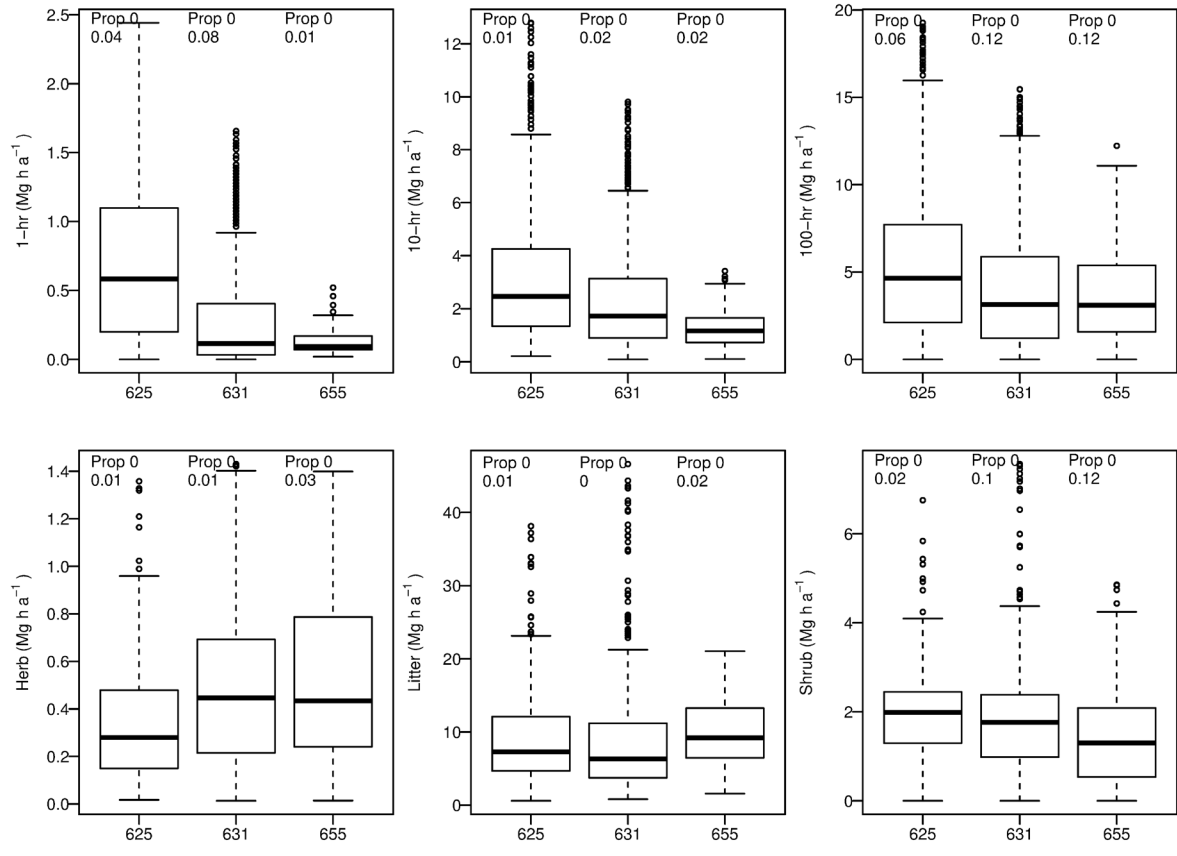 Prop 0 Prop 0 Prop 0
0.04 0.08 0.01
2.5
2.0
1.5
1.0
0.5
0.0
1−hr (Mg h a−1 )
625 631 655
Prop 0 Prop 0 Prop 0
0.01 0.02 0.02
12
10
8
6
4
2
0
10−hr (Mg h a−1 )
625 631 655
Prop 0 Prop 0 Prop 0
0.06 0.12 0.12
20
15
10
5
0
100−hr (Mg h a−1 )
625 631 655
Prop 0 Prop 0 Prop 0
0.01 0.01 0.03
1.4
1.2
1.0
0.8
0.6
0.4
0.2
0.0
Herb (Mg h a−1 )
625 631 655
Prop 0 Prop 0 Prop 0
0.01 0 0.02
40
30
20
10
0
Litter (Mg h a−1 )
625 631 655
Prop 0 Prop 0 Prop 0
0.02 0.1 0.12
6
4
2
0
Shrub (Mg h a−1 )
625 631 655